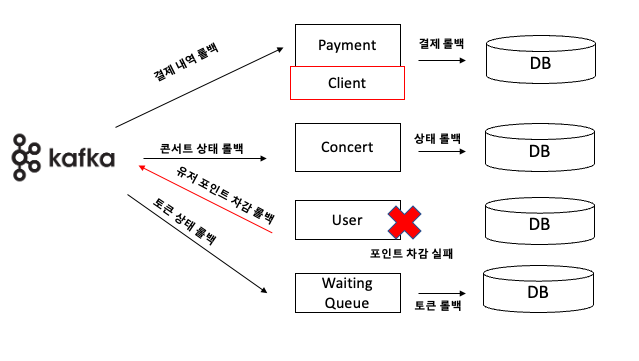 결제 내역 롤백
Payment
Client
결제 롤백
DB
kafka
콘서트 상태 롤백
Concert
상태 롤백
DB
유저 포인트 차감 롤백
User
포인트 차감 실패
DB
토큰 상태 롤백
Waiting
Queue
토큰 롤백
DB